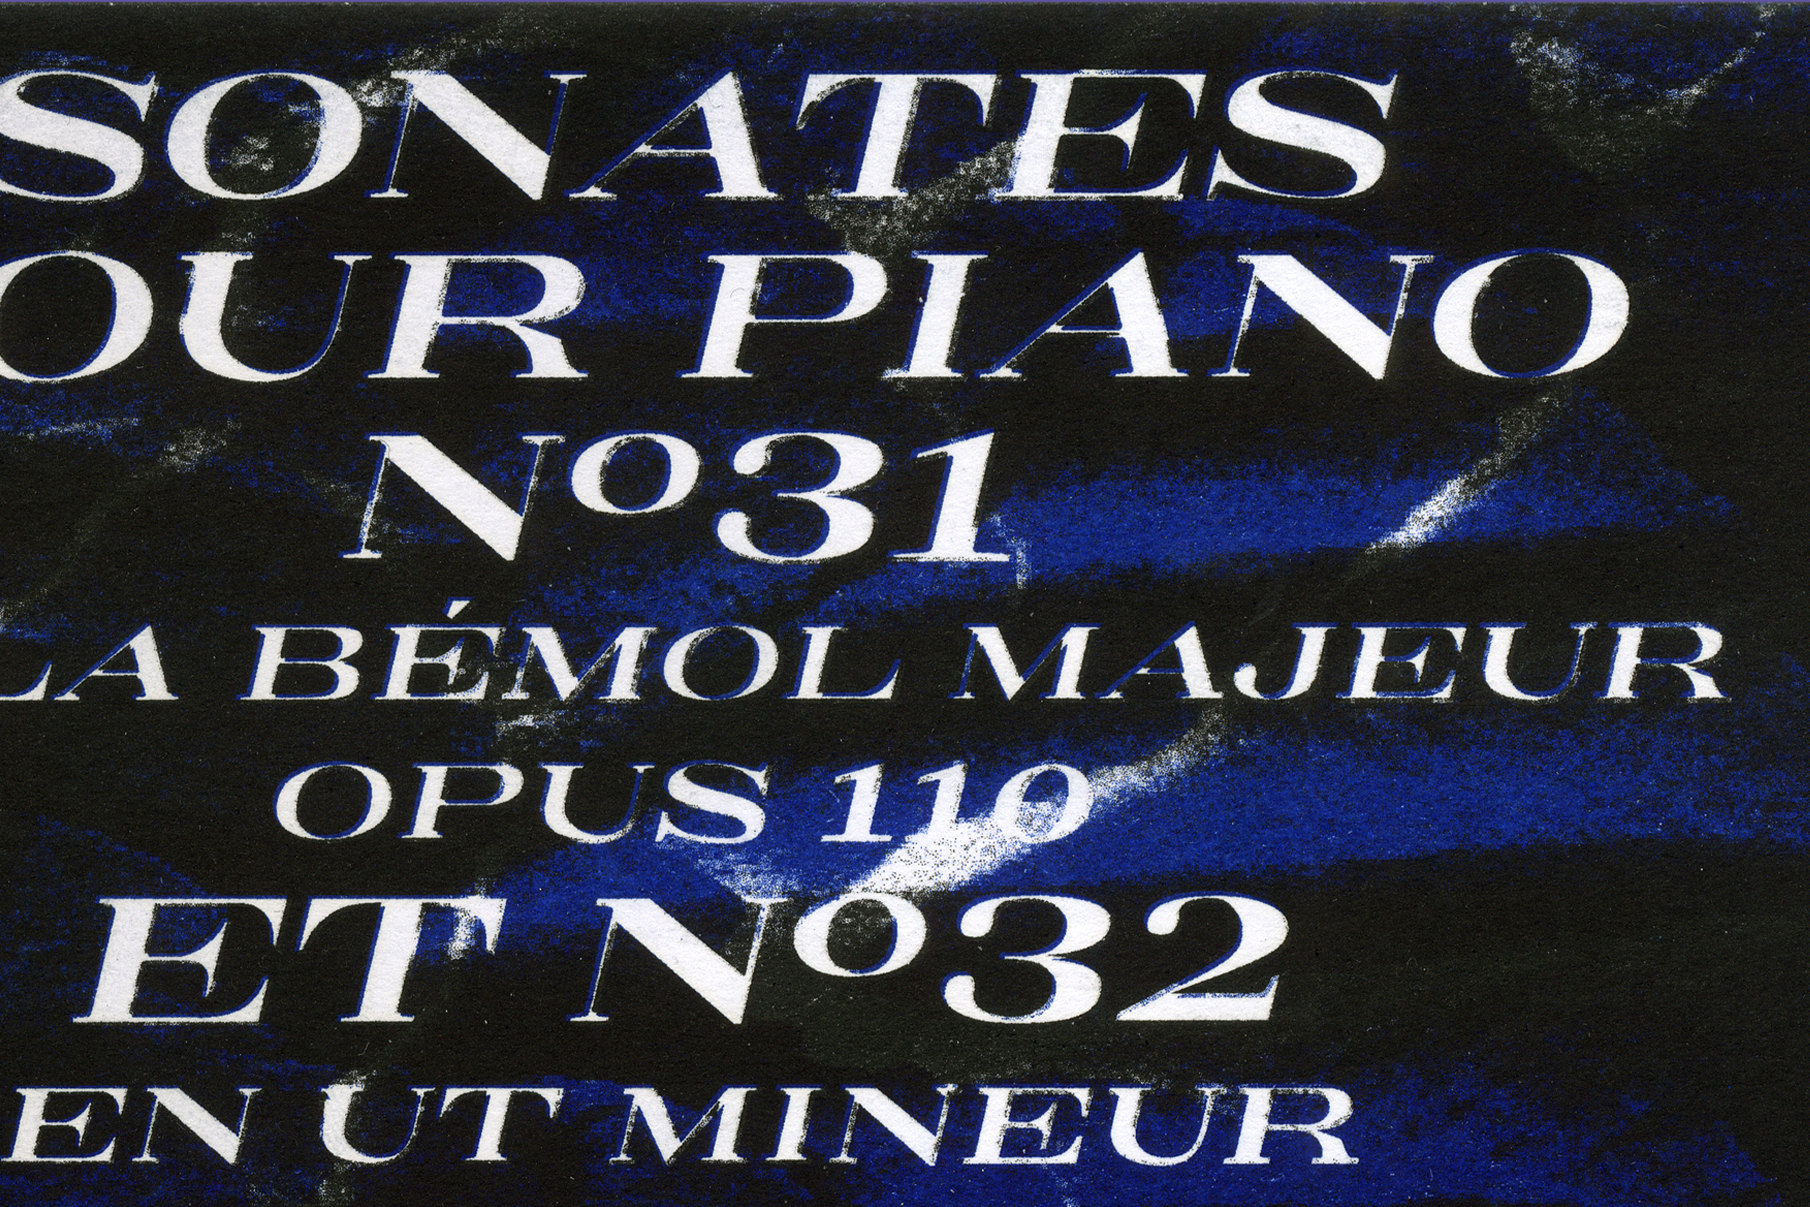 SONATES
OUR PIANO
Nº31
LA BÉMOL MAJEUR
OPUS 110
ET Nº32
EN UT MINEUR